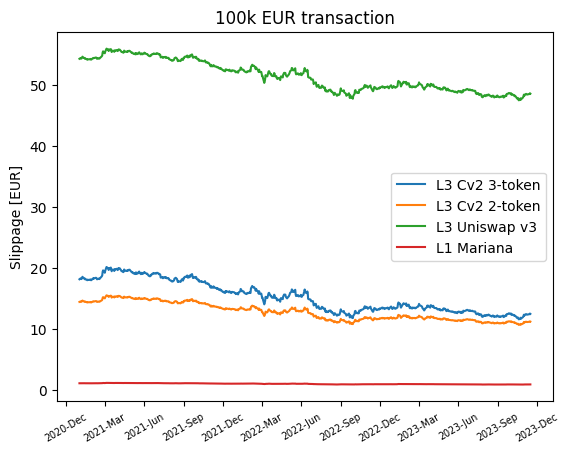 100k EUR transaction
Slippage [EUR]
50
40
30
20
10
0
L3 Cv2 3-token
L3 Cv2 2-token
L3 Uniswap v3
L1 Mariana
2020-Dec
2021-Mar
2021-Jun
2021-Sep
2021-Dec
2022-Mar
2022-Jun
2022-Sep
2022-Dec
2023-Mar
2023-Jun
2023-Sep
2023-Dec